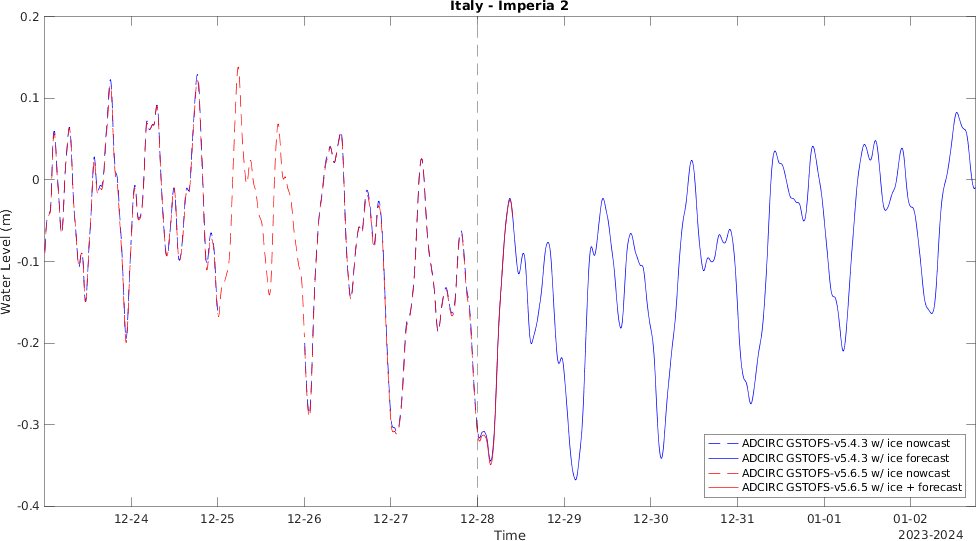 Italy - Imperia 2
Water Level (m)
0.2
0.1
0
-0.1
-0.2
-0.3
-0.4
ADCIRC GSTOFS-v5.4.3 w/ ice nowcast
ADCIRC GSTOFS-v5.4.3 w/ ice forecast
ADCIRC GSTOFS-v5.6.5 w/ ice nowcast
ADCIRC GSTOFS-v5.6.5 w/ ice + forecast
12-24 12-25 12-26 12-27 12-28 12-29 12-30 12-31 01-01 01-02
Time
2023-2024